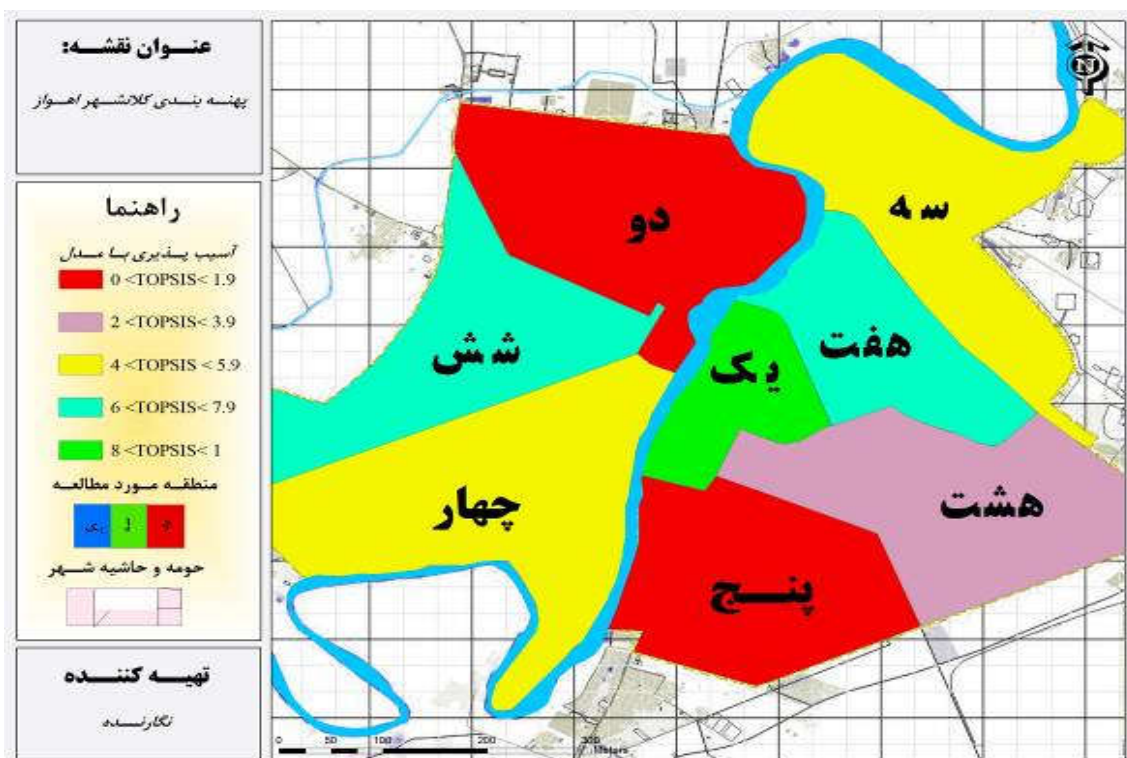 عنوان نقشه:
پهنه بندی کلانشهر اهواز
راهنما
آسیب پذیری با مدل
0 <TOPSIS< 1.9
2 <TOPSIS< 3.9
4 <TOPSIS< 5.9
6 <TOPSIS< 7.9
8 <TOPSIS< 1
منطقه مورد مطالعه
یک
حومه و حاشیه شهر
تهیه کننده
نگارنده
N
دو
سه
شش
یک
هفت
چهار
هشت
پنج
0 50 100 200 300
Meters